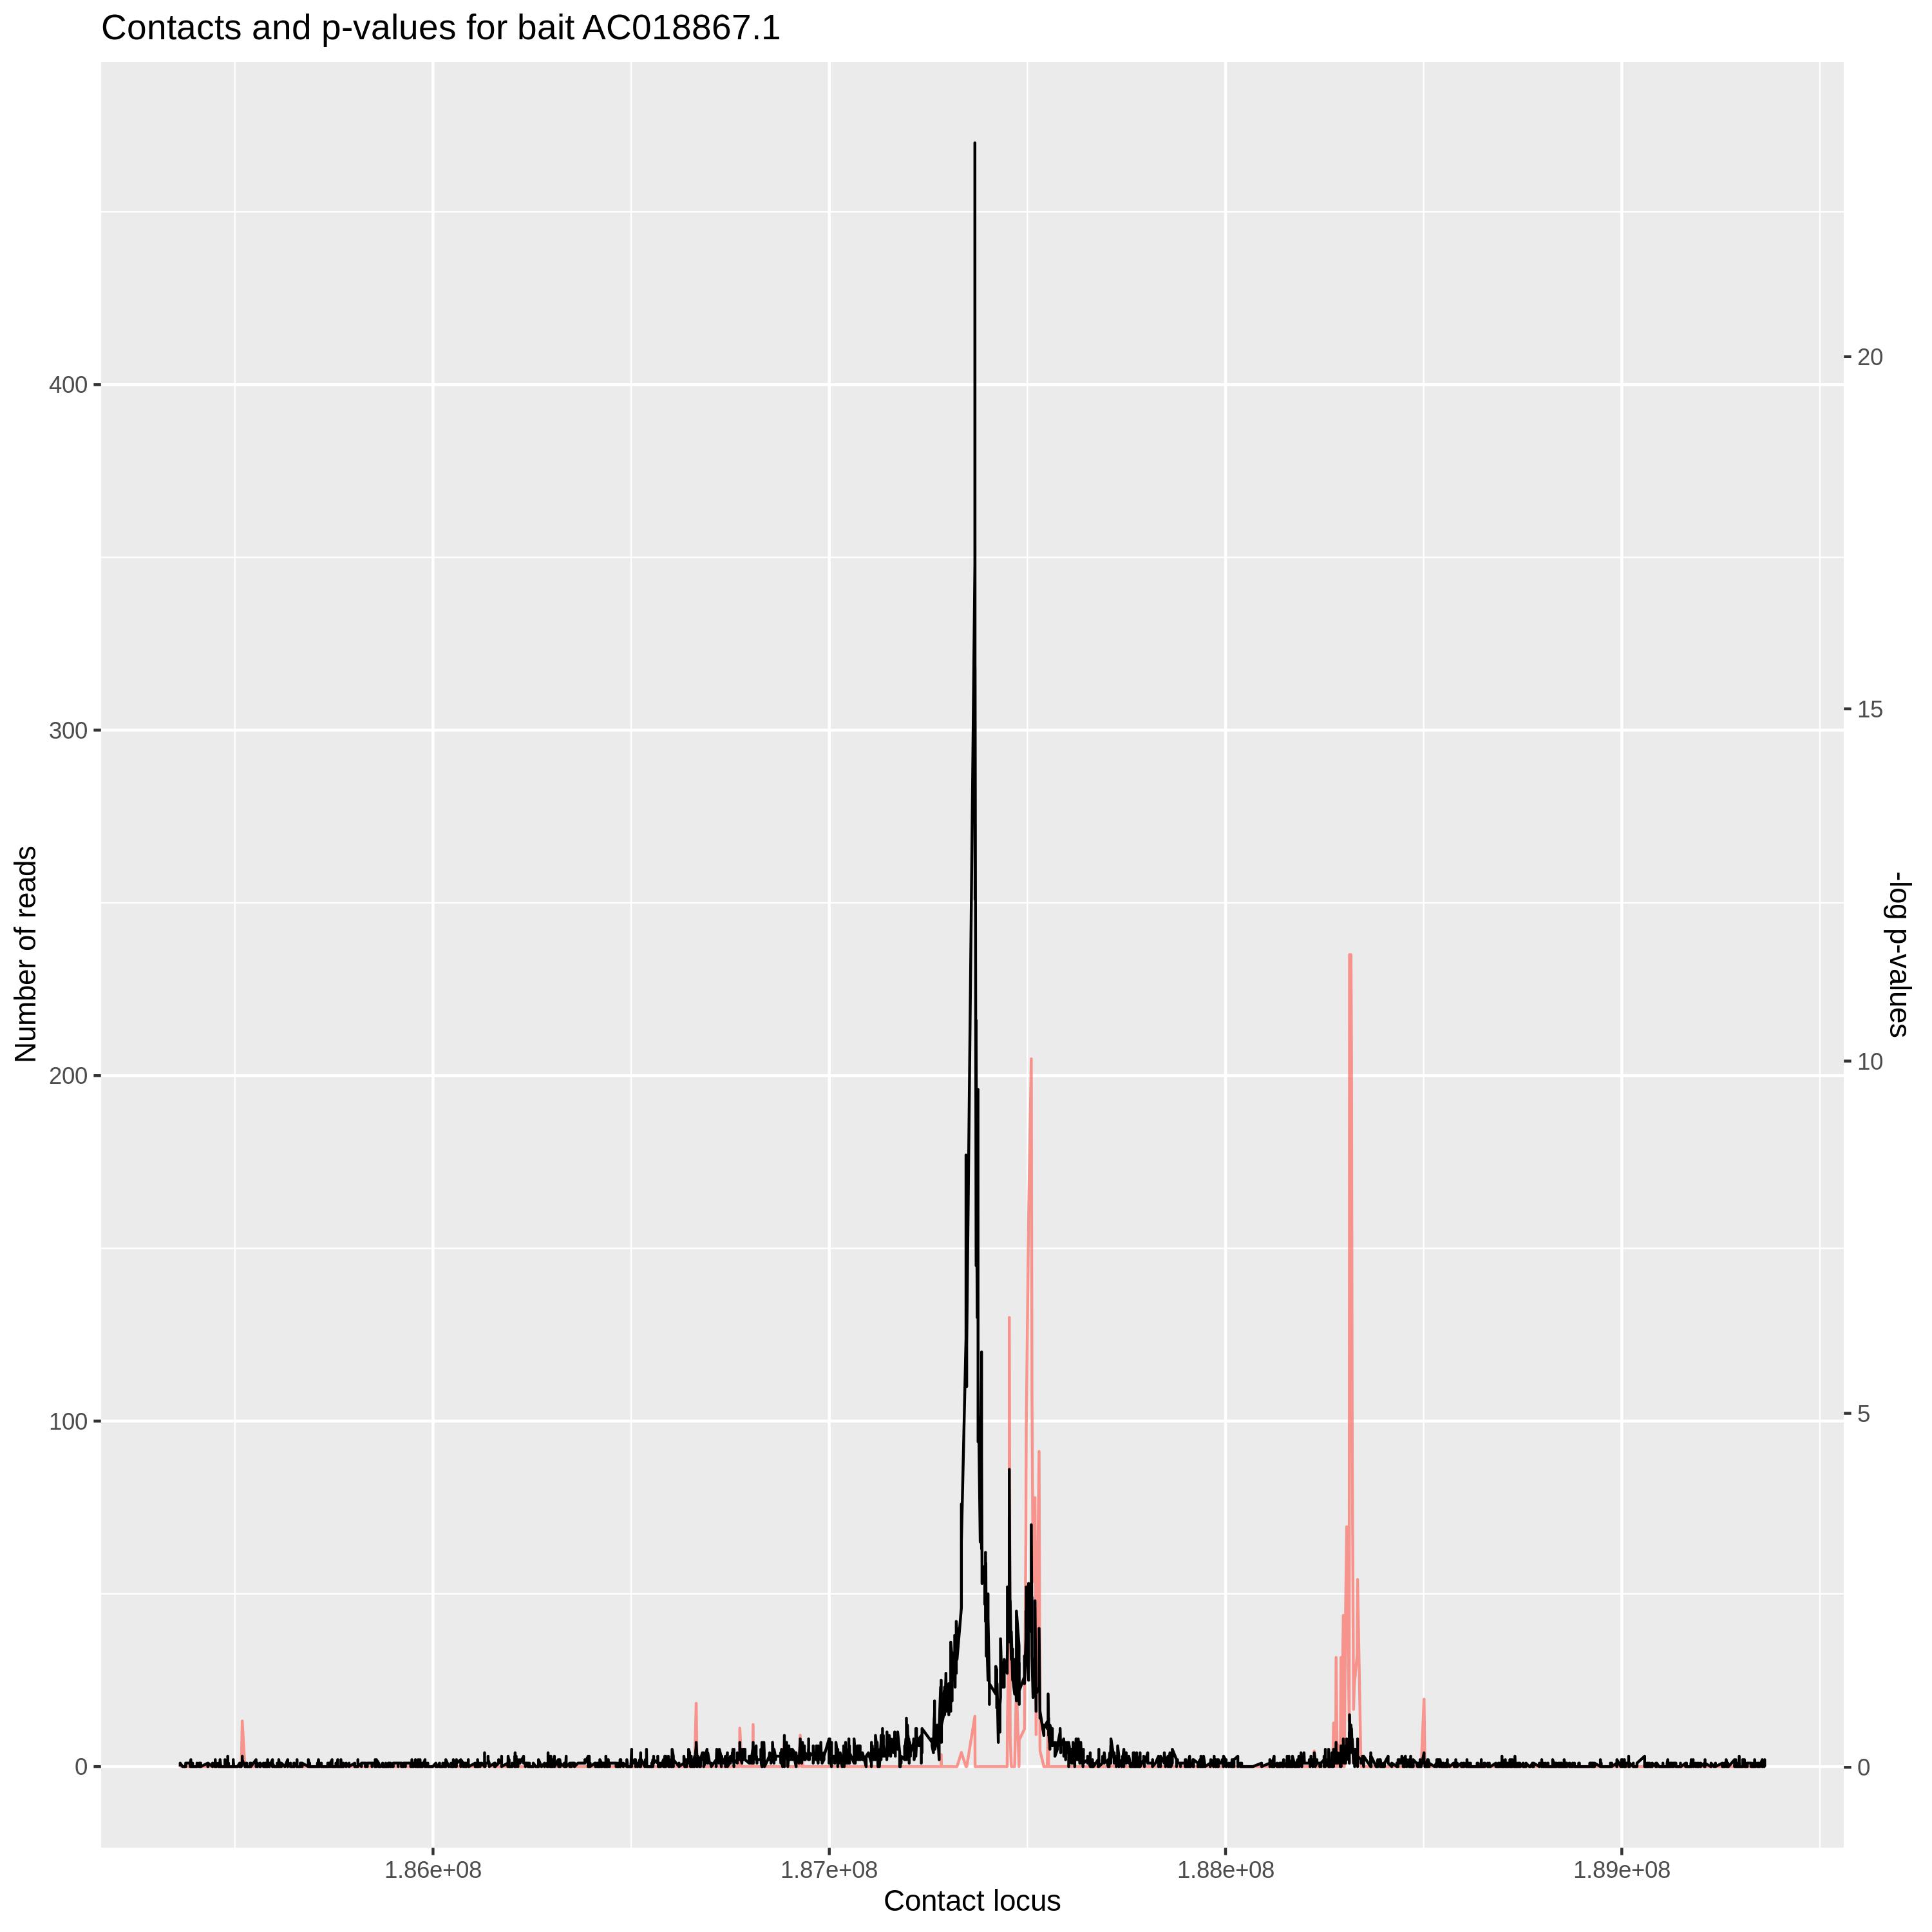 Contacts and p-values for bait AC018867.1
Number of reads
400
300
200
100
0
20
15
10
5
0
-log p-values
1.86e+08
1.87e+08
1.88e+08
1.89e+08
Contact locus